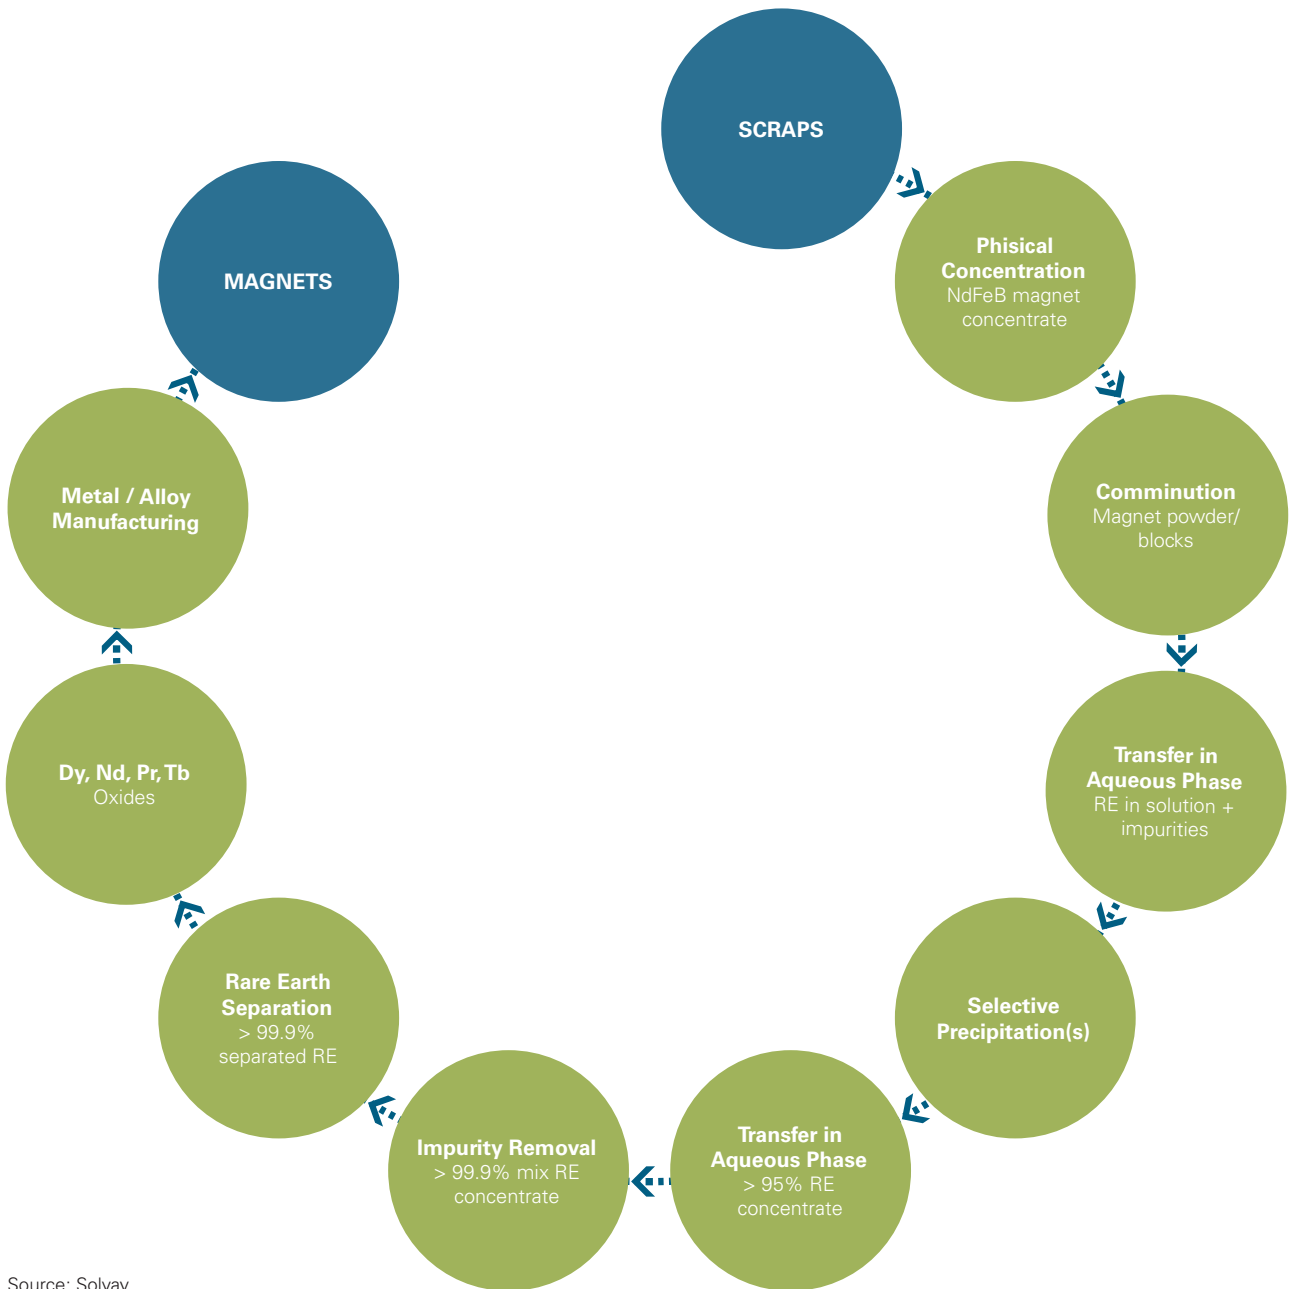 SCRAPS
Phisical
Concentration
NdFeB magnet
concentrate
Comminution
Magnet powder/
blocks
Transfer in
Aqueous Phase
RE in solution +
impurities
Selective
Precipitation(s)
Transfer in
Aqueous Phase
> 95% RE
concentrate
Impurity Removal
> 99.9% mix RE
concentrate
Rare Earth
Separation
> 99.9%
separated RE
Dy, Nd, Pr, Tb
Oxides
Metal / Alloy
Manufacturing
MAGNETS
Source: Solvay